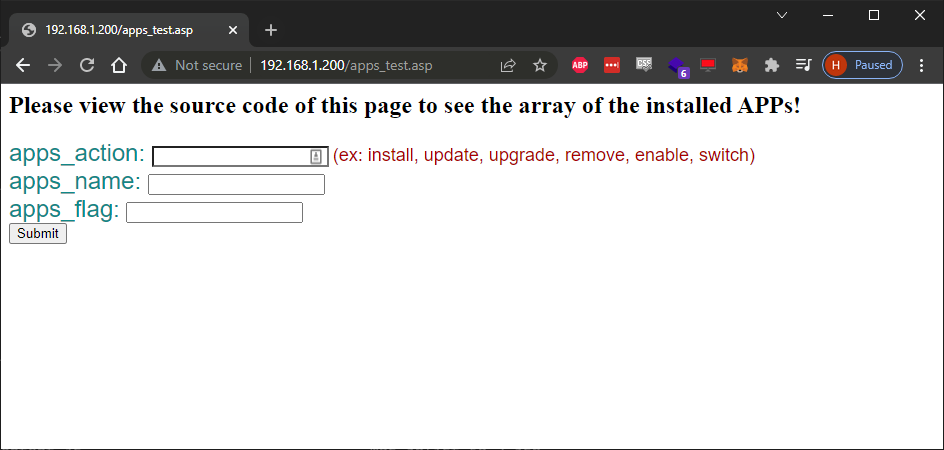 192.168.1.200/apps_test.asp
Not secure 192.168.1.200/apps_test.asp ABP CSP 6 H Paused
Please view the source code of this page to see the array of the installed APPs!
apps_action: (ex: install, update, upgrade, remove, enable, switch)
apps_name:
apps_flag:
Submit